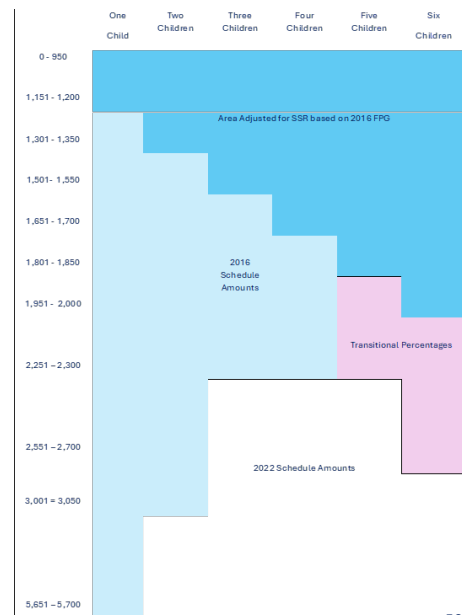 One Two Three Four Five Six
Child Children Children Children Children Children
0 - 950
1,151 - 1,200
Area Adjusted for SSR based on 2016 FPG
1,301 - 1,350
1,501- 1,550
1,651 - 1,700
1,801 - 1,850
2016
Schedule
Amounts
1,951 - 2,000
Transitional Percentages
2,251 – 2,300
2,551 – 2,700
2022 Schedule Amounts
3,001 = 3,050
5,651 – 5,700